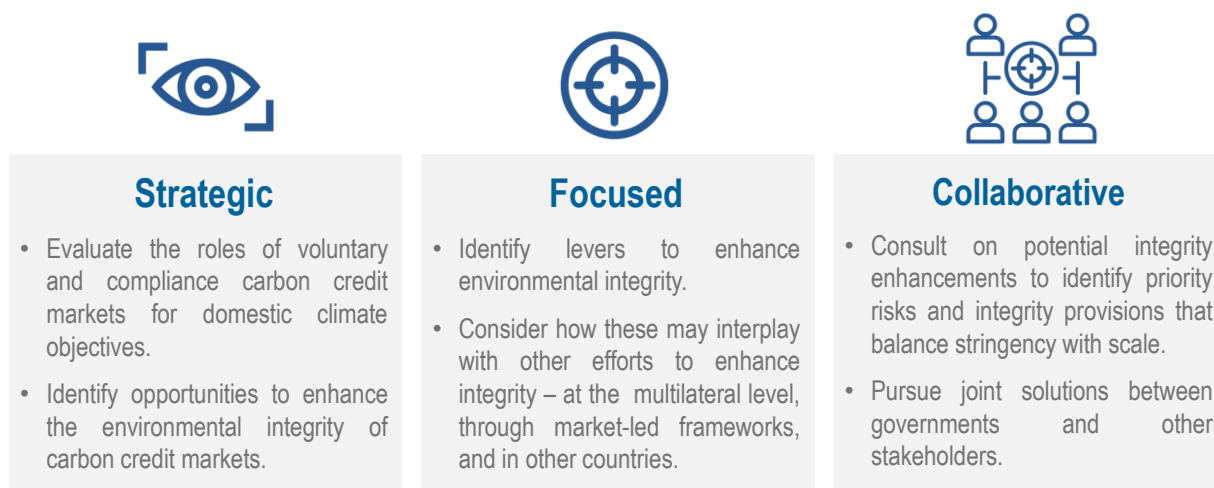 Strategic
• Evaluate the roles of voluntary
and compliance carbon credit
markets for domestic climate
objectives.
• Identify opportunities to enhance
the environmental integrity of
carbon credit markets.
Focused
• Identify levers to enhance
environmental integrity.
• Consider how these may interplay
with other efforts to enhance
integrity – at the multilateral level,
through market-led frameworks,
and in other countries.
Collaborative
• Consult on potential integrity
enhancements to identify priority
risks and integrity provisions that
balance stringency with scale.
• Pursue joint solutions between
governments and other
stakeholders.